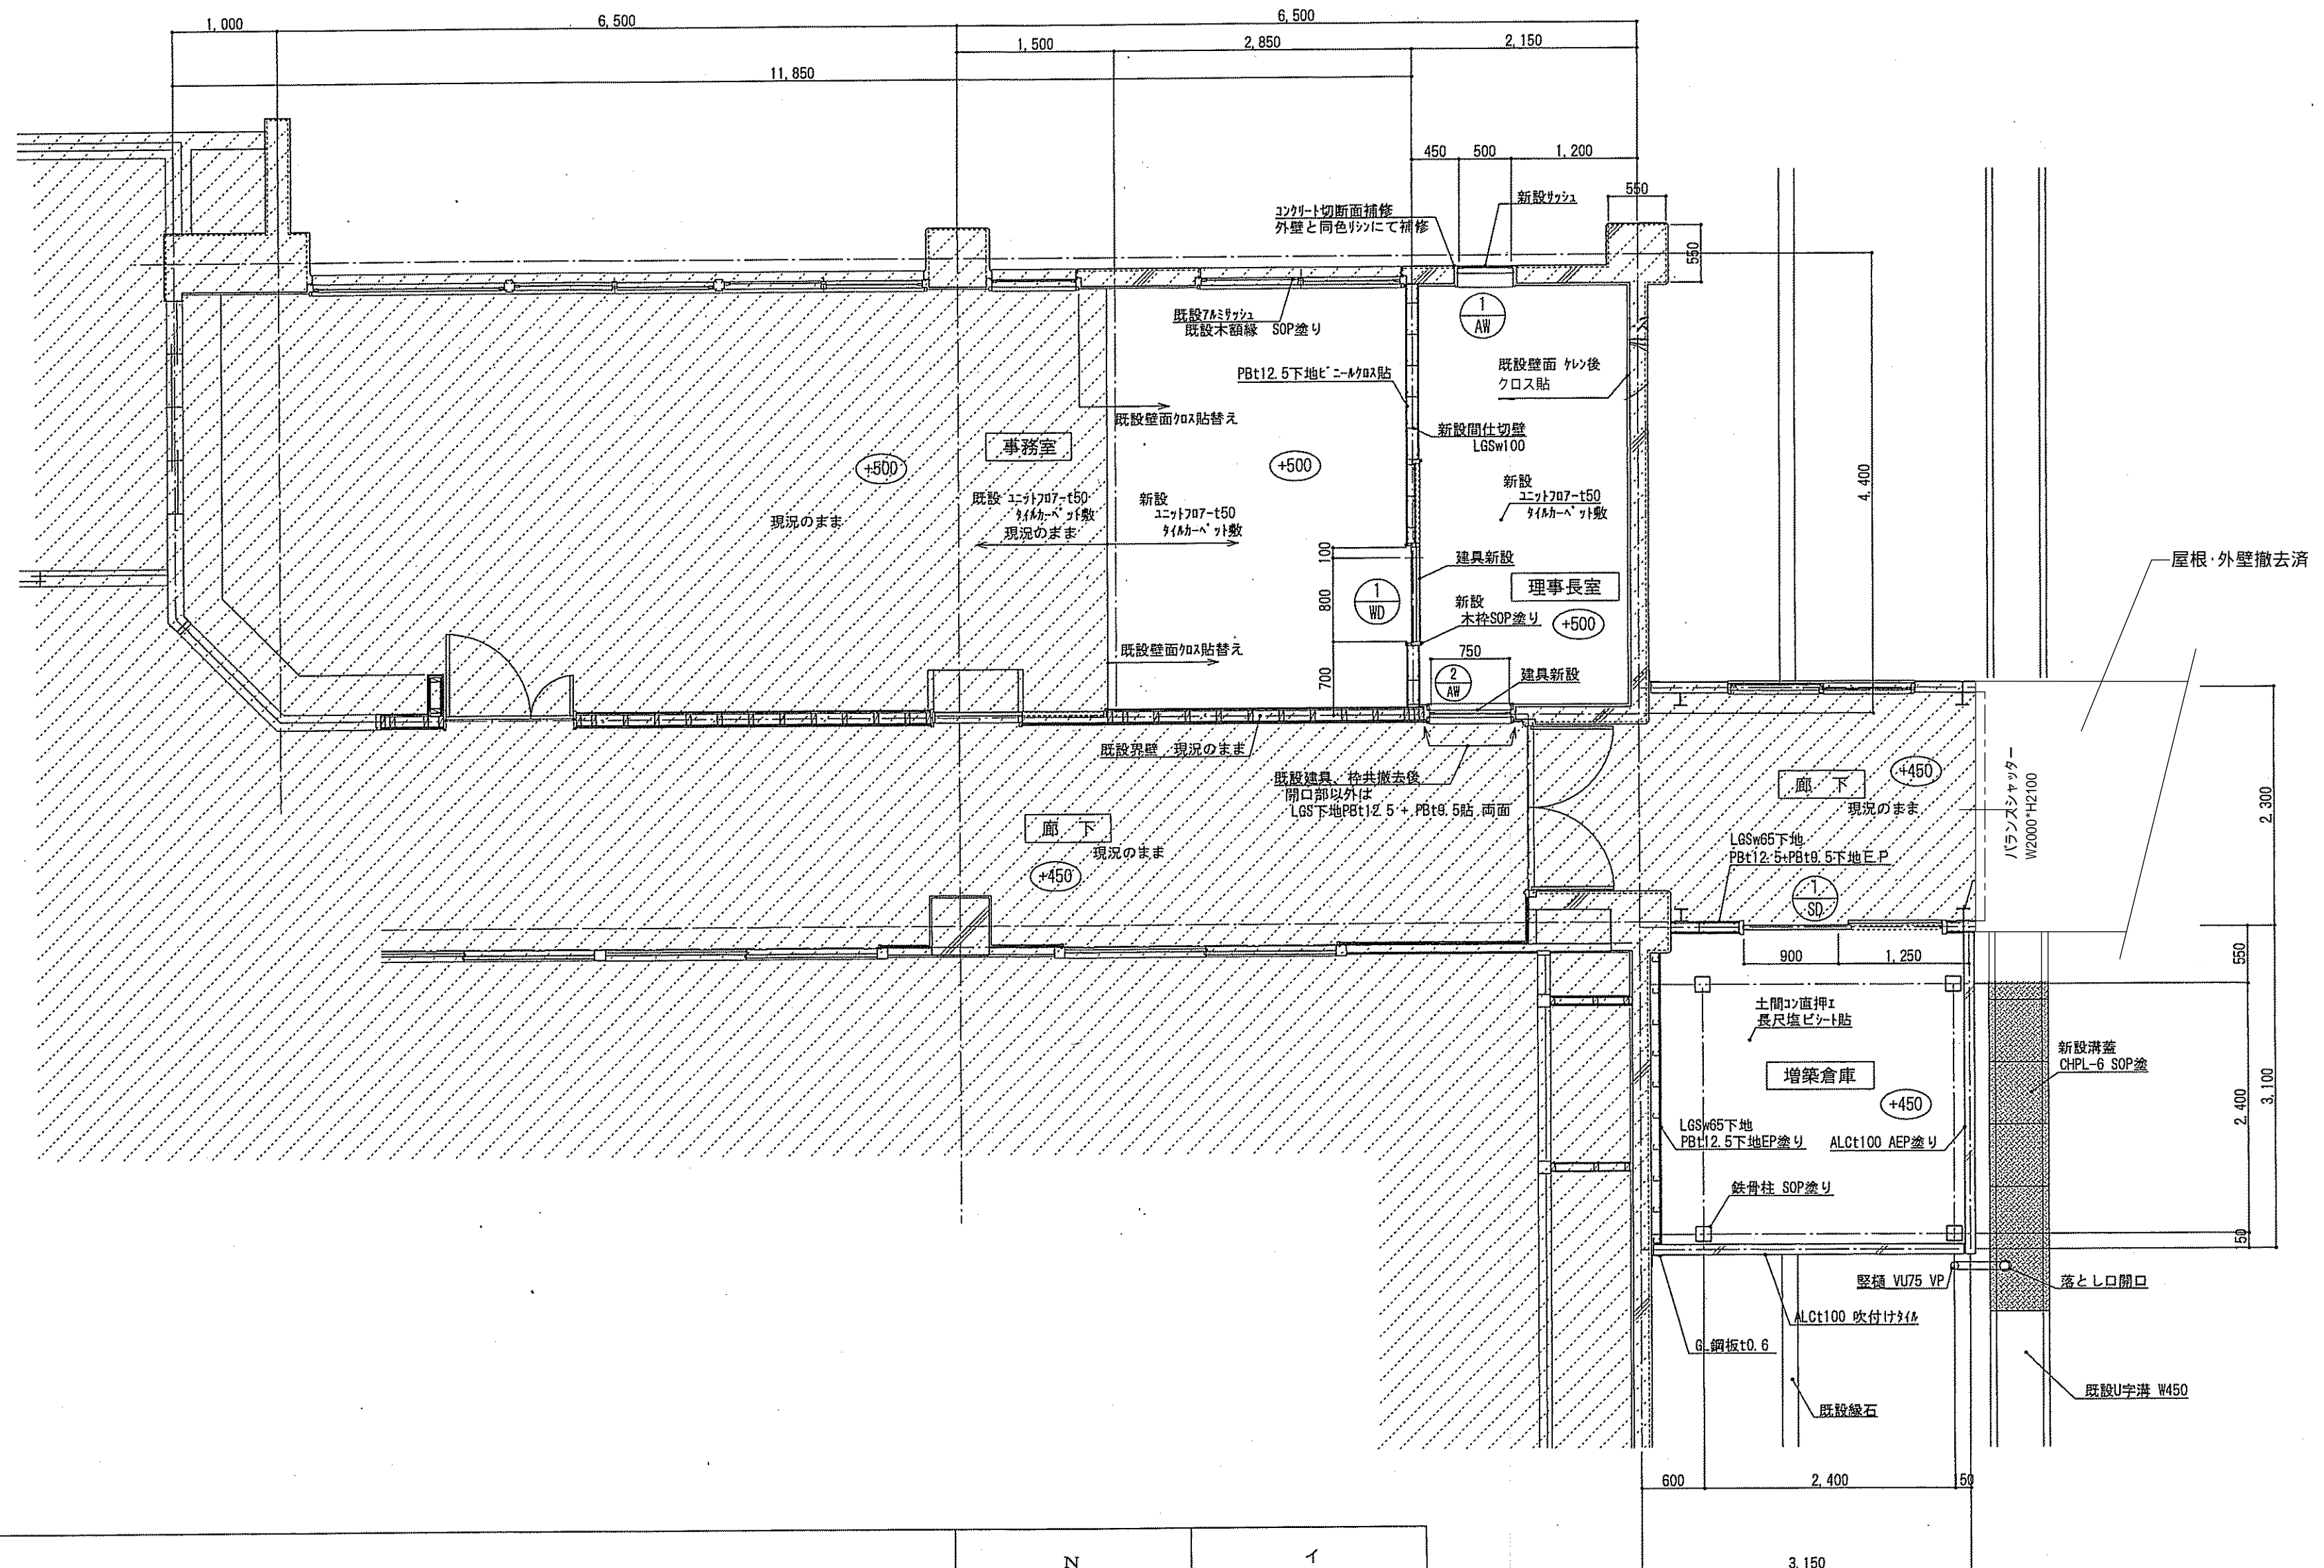 1,000
6,500
6,500
1,500
2,850
2,150
11,850
450
500
1,200
550
550
新設サッシュ
コンクリート切断面補修
外壁と同色リシンにて補修
1
AW
既設アルミサッシュ
既設木額縁 SOP塗り
PBt12.5下地ビニールクロス貼
既設壁面 ケレン後
クロス貼
既設壁面クロス貼替え
新設間仕切壁
LGSw100
事務室
+500
+500
既設 ユニットフロアーt50
タイルカーペット敷
現況のまま
新設
ユニットフロアーt50
タイルカーペット敷
現況のまま
新設
ユニットフロアーt50
タイルカーペット敷
4,400
100
800
700
1
WD
建具新設
理事長室
新設
木枠SOP塗り
+500
750
既設壁面クロス貼替え
2
AW
建具新設
屋根・外壁撤去済
既設界壁 現況のまま
既設建具、枠共撤去後
開口部以外は
LGS下地PBt12.5 + PBt9.5貼 両面
廊 下
現況のまま
+450
廊 下
+450
現況のまま
バランスシャッター
W2000*H2100
2,300
LGSw65下地
PBt12.5+PBt9.5下地E.P
1
SD
900
1,250
550
土間コン直押エ
長尺塩ビシート貼
増築倉庫
+450
新設溝蓋
CHPL-6 SOP塗
2,400
3,100
LGSw65下地
PBt12.5下地EP塗り
ALCt100 AEP塗り
鉄骨柱 SOP塗り
150
竪樋 VU75 VP
落とし口開口
ALCt100 吹付けタイル
GL鋼板t0.6
既設U字溝 W450
既設縁石
600
2,400
150
3,150
N
イ